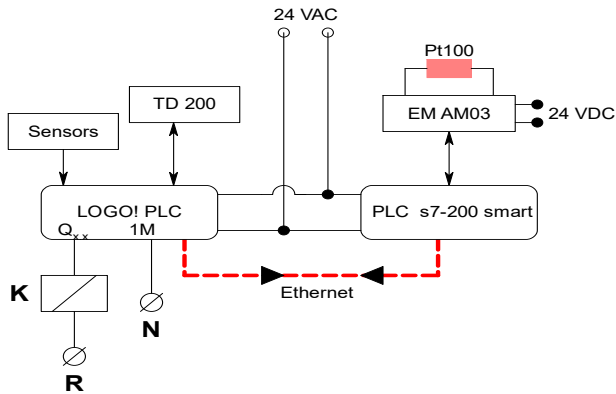 24 VAC
Pt100
TD 200
EM AM03
24 VDC
Sensors
LOGO! PLC
PLC s7-200 smart
Qxx
1M
Ethernet
K
N
R